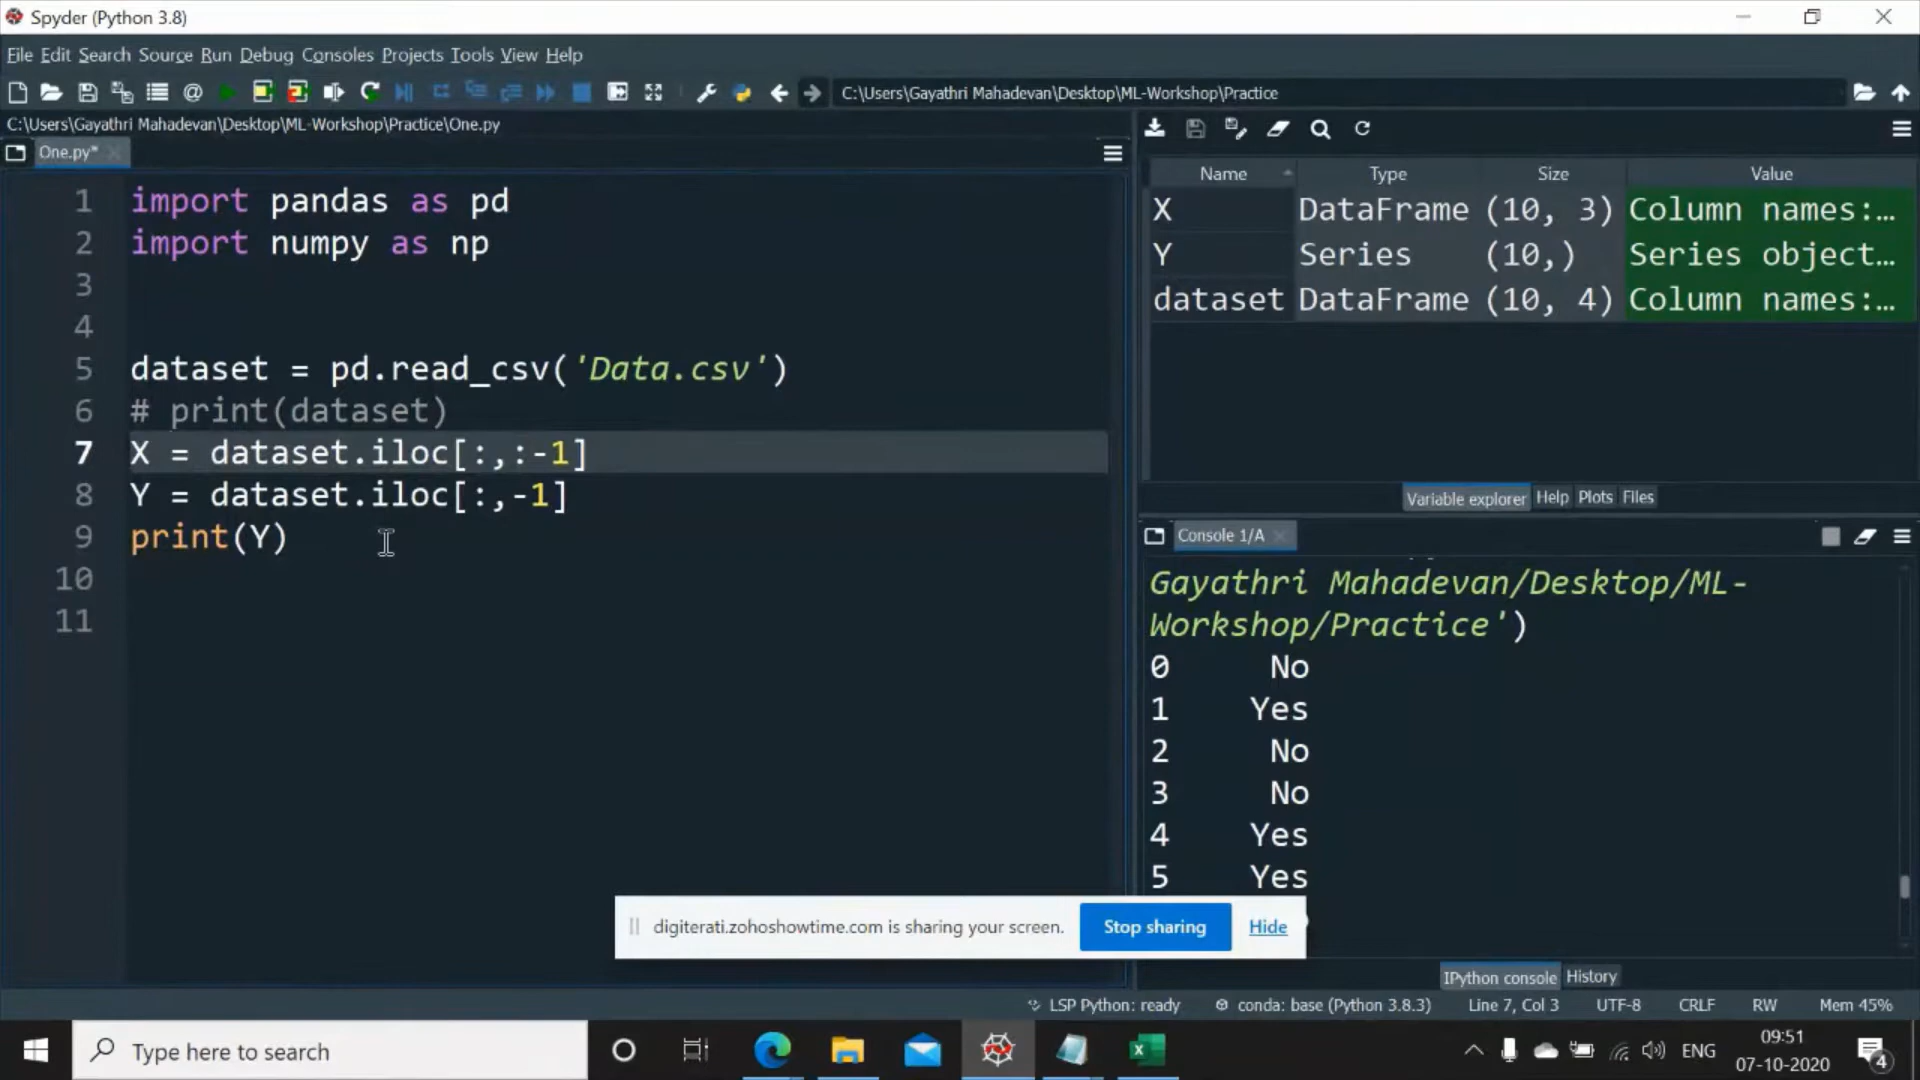 Spyder (Python 3.8)
File Edit Search Source Run Debug Consoles Projects Tools View Help
C:\Users\Gayathri Mahadevan\Desktop\ML-Workshop\Practice
C:\Users\Gayathri Mahadevan\Desktop\ML-Workshop\Practice\One.py
One.py*
1 import pandas as pd
2 import numpy as np
3
4
5 dataset = pd.read_csv('Data.csv')
6 # print(dataset)
7 X = dataset.iloc[:,:-1]
8 Y = dataset.iloc[:,-1]
9 print(Y)
10
11
Name Type Size Value
X DataFrame (10, 3) Column names:…
Y Series (10,) Series object…
dataset DataFrame (10, 4) Column names:…
Variable explorer Help Plots Files
Console 1/A
Gayathri Mahadevan/Desktop/ML-
Workshop/Practice')
0 No
1 Yes
2 No
3 No
4 Yes
5 Yes
digiterati.zohoshowtime.com is sharing your screen. Stop sharing Hide
IPython console History
LSP Python: ready conda: base (Python 3.8.3) Line 7, Col 3 UTF-8 CRLF RW Mem 45%
Type here to search
ENG
09:51
07-10-2020
4